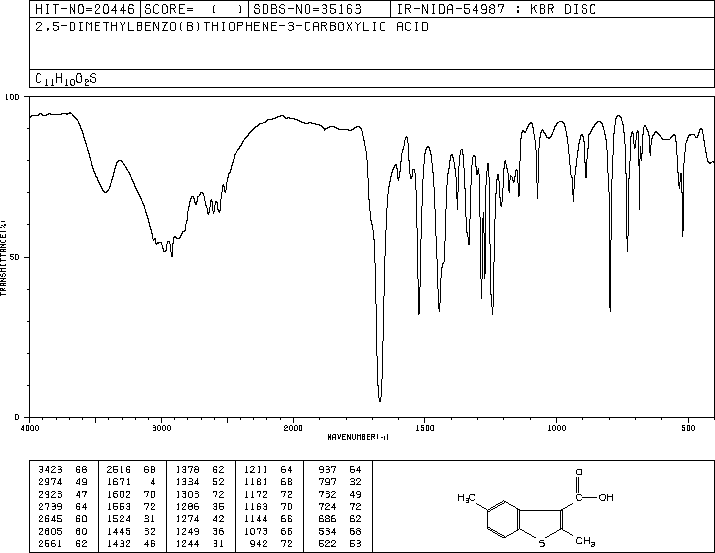 HIT-NO=20446 SCORE= ( ) SDBS-NO=35163 IR-NIDA-54987 : KBR DISC
2,5-DIMETHYLBENZO(B)THIOPHENE-3-CARBOXYLIC ACID
C11H10O2S
100
50
0
TRANSMITTANCE(%)
4000 3000 2000 1500 1000 500
WAVENUMBER(-1)
3423 66 2516 68 1378 62 1211 64 937 64
2974 49 1671 4 1334 52 1181 68 797 32
2923 47 1602 70 1303 72 1172 72 732 49
2739 64 1553 72 1286 35 1163 70 724 72
2645 60 1524 31 1274 42 1144 66 686 62
2605 60 1445 32 1249 36 1073 66 534 68
2561 62 1432 46 1244 31 942 72 522 53
O
H3C
C
OH
S
CH3